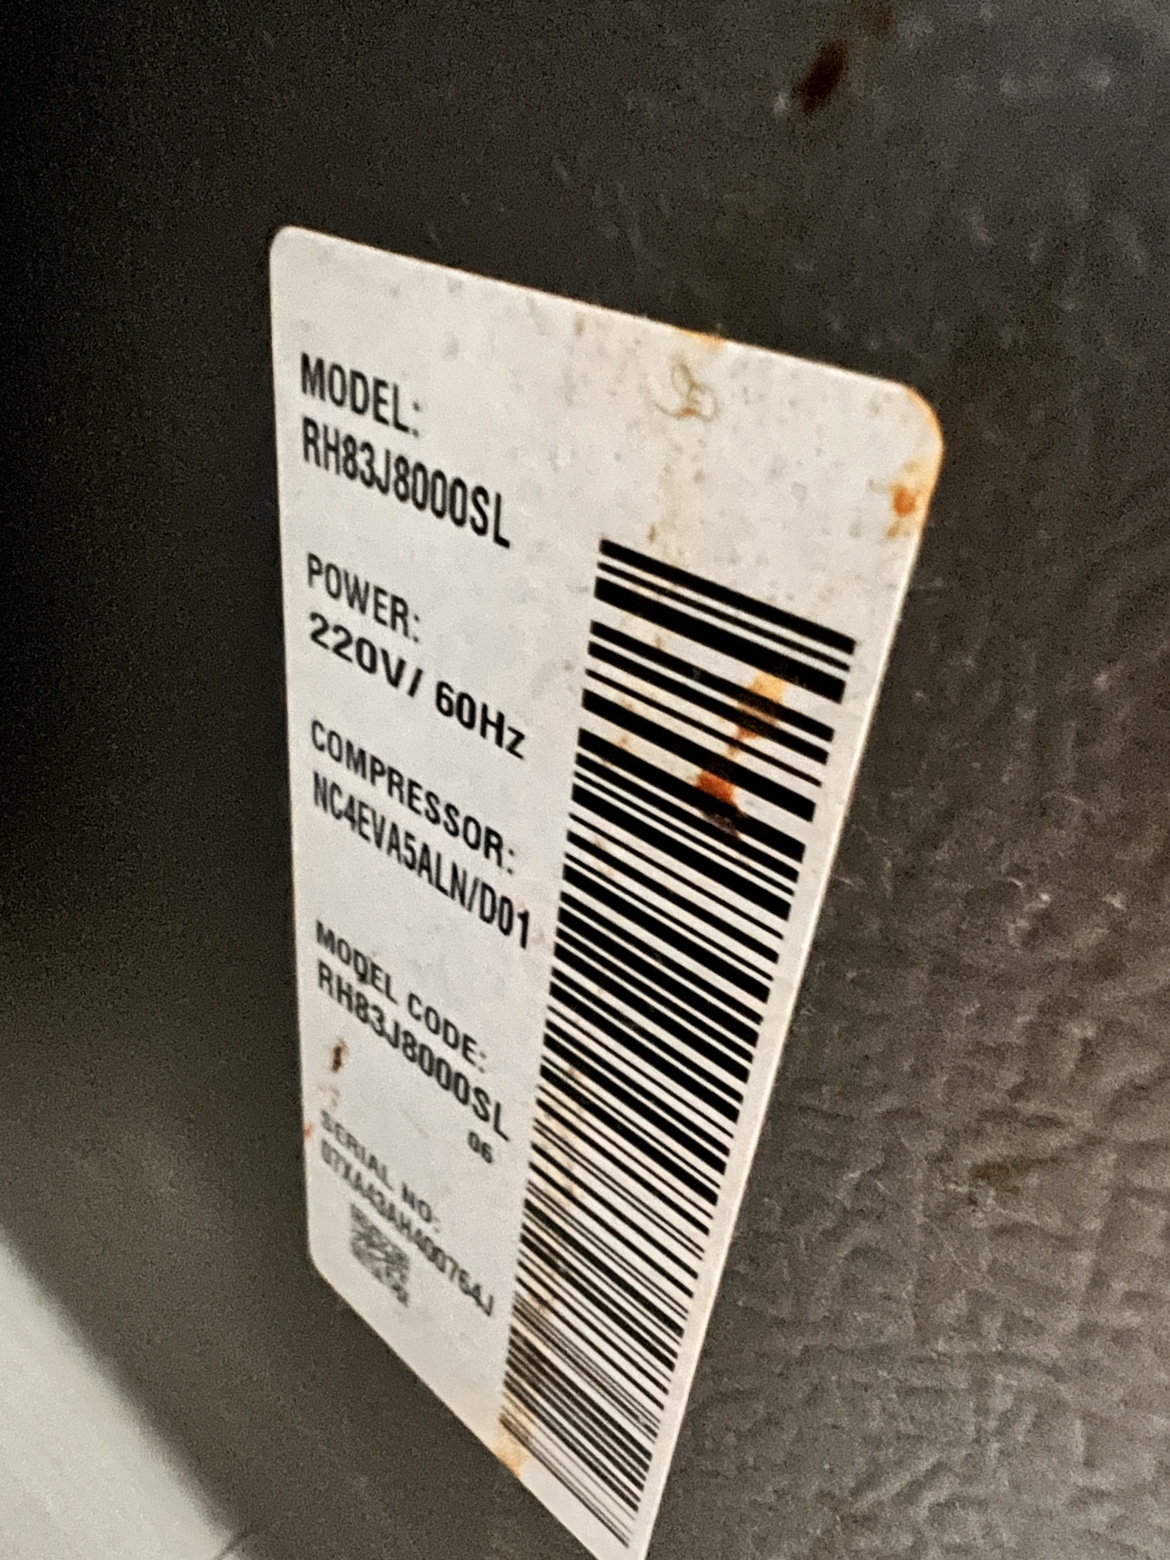 MODEL:
RH83J8000SL
POWER:
220V/ 60Hz
COMPRESSOR:
NC4EVA5ALN/D01
MODEL CODE:
RH83J8000SL
06
SERIAL NO: